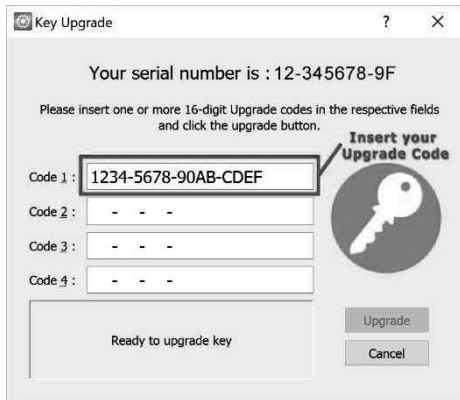 Key Upgrade ? X
Your serial number is : 12-345678-9F
Please insert one or more 16-digit Upgrade codes in the respective fields
and click the upgrade button.
Insert your
Upgrade Code
Code 1 : 1234-5678-90AB-CDEF
Code 2 : - - -
Code 3 : - - -
Code 4 : - - -
Ready to upgrade key
Upgrade
Cancel